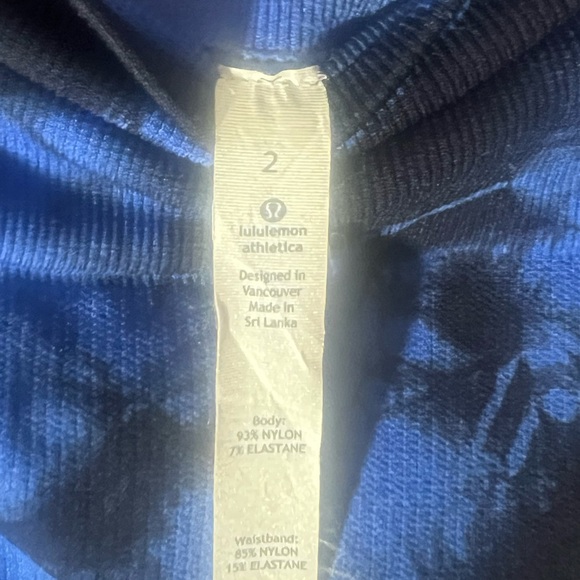 2
lululemon
athletica
Designed in
Vancouver
Made in
Sri Lanka
Body:
93% NYLON
7% ELASTANE
Waistband:
85% NYLON
15% ELASTANE